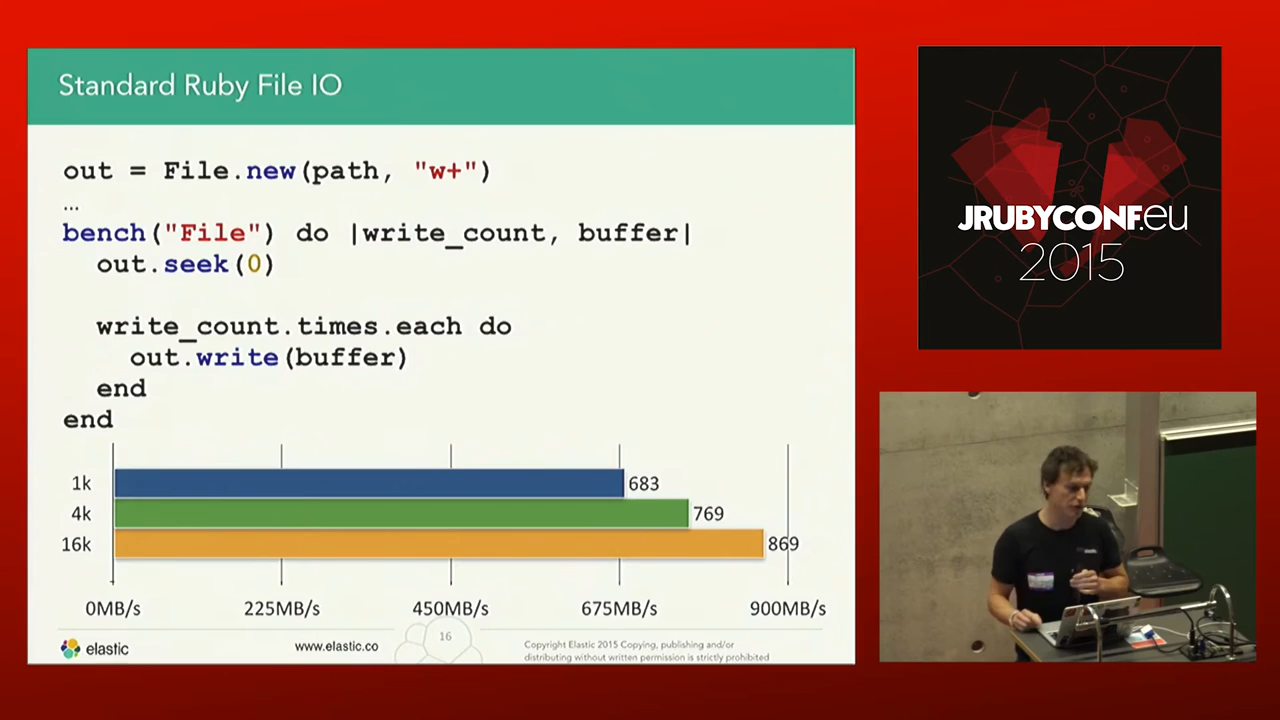 Standard Ruby File IO
out = File.new(path, "w+")
...
bench("File") do |write_count, buffer|
out.seek(0)
write_count.times.each do
out.write(buffer)
end
end
1k 683
4k 769
16k 869
0MB/s 225MB/s 450MB/s 675MB/s 900MB/s
elastic
www.elastic.co
16
Copyright Elastic 2015 Copying, publishing and/or
distributing without written permission is strictly prohibited
JRUBYCONF.eu
2015